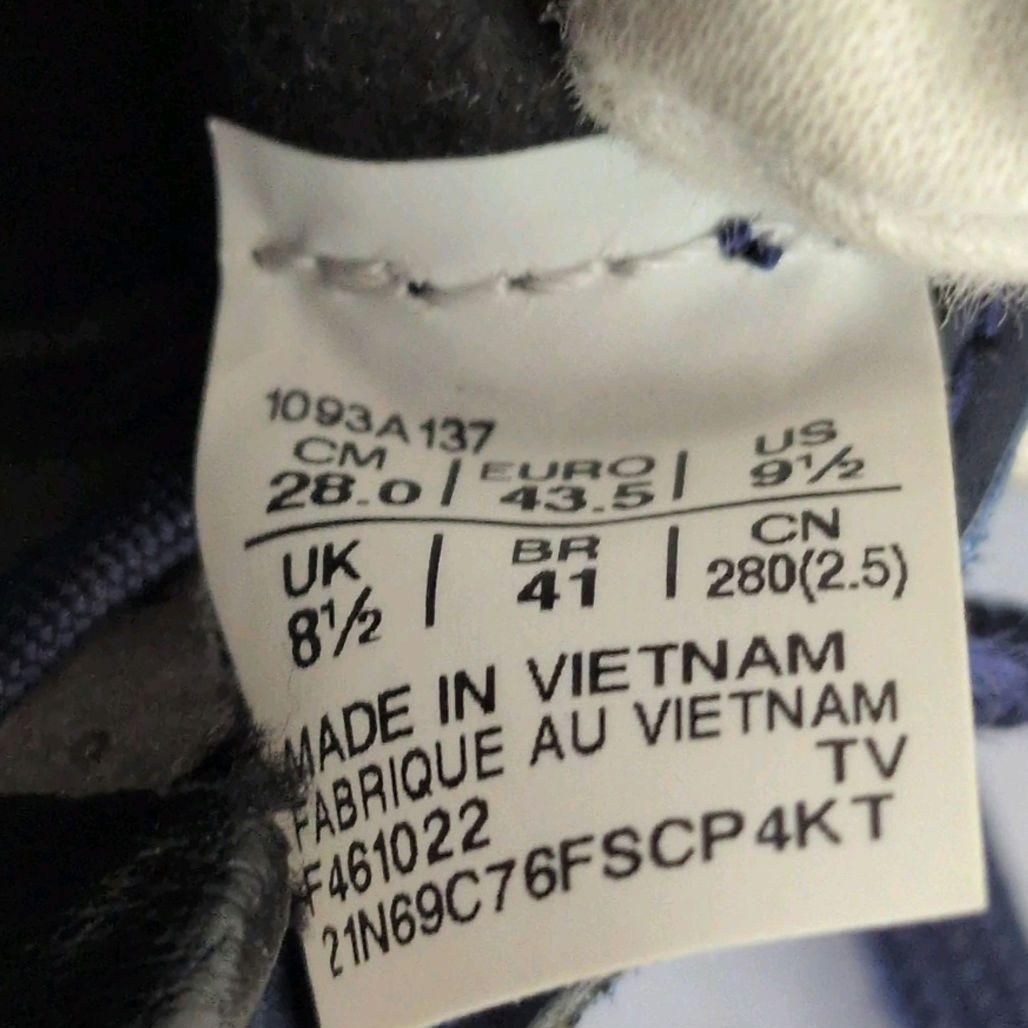 1093A137
CM | EURO | US
28.0 | 43.5 | 9½
UK | BR | CN
8½ | 41 | 280(2.5)
MADE IN VIETNAM
FABRIQUE AU VIETNAM
TV
F461022
21N69C76FSCP4KT